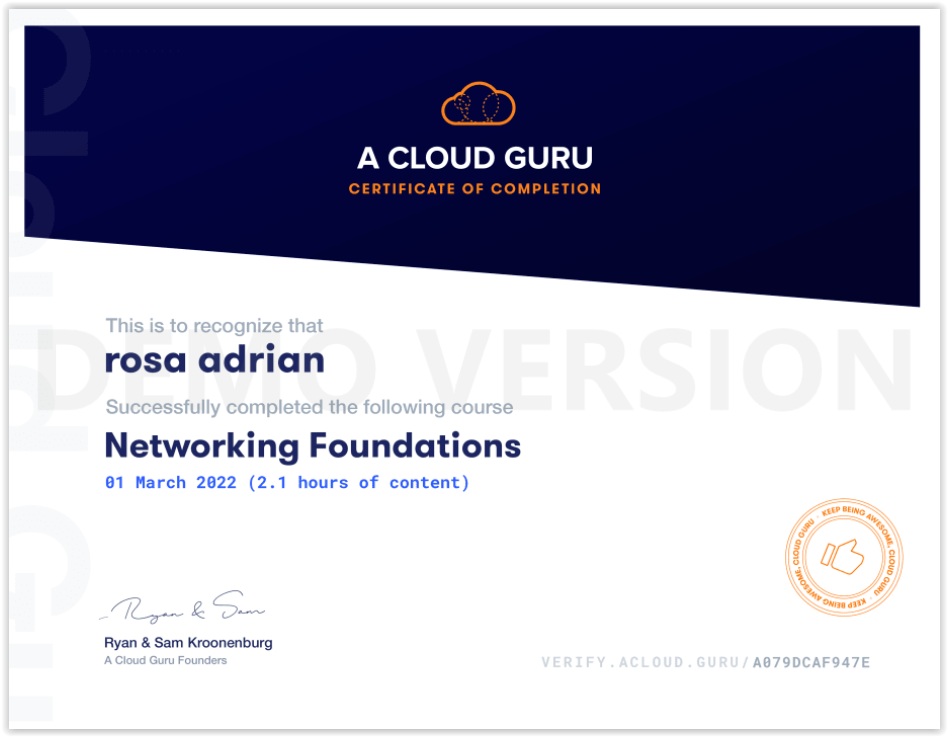 A CLOUD GURU
CERTIFICATE OF COMPLETION
This is to recognize that
rosa adrian
DEMO VERSION
Successfully completed the following course
Networking Foundations
01 March 2022 (2.1 hours of content)
KEEP BEING AWESOME, CLOUD GURU · KEEP BEING AWESOME, CLOUD GURU ·
Ryan & Sam
Ryan & Sam Kroonenburg
A Cloud Guru Founders
VERIFY.ACLOUD.GURU/A079DCAF947E